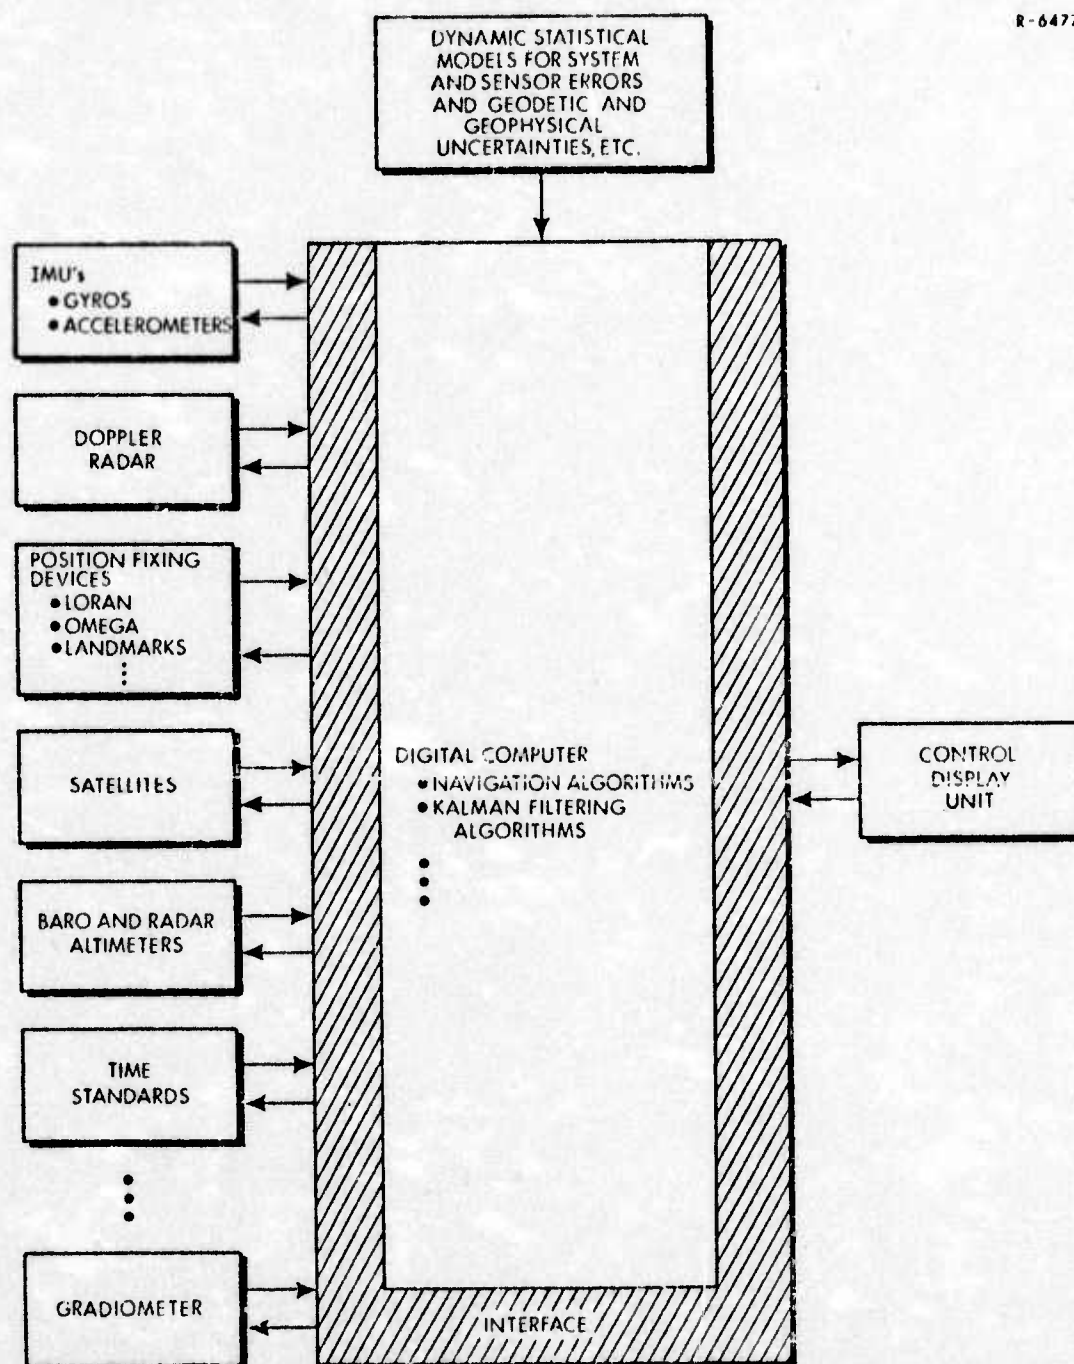 R-6477
DYNAMIC STATISTICAL
MODELS FOR SYSTEM
AND SENSOR ERRORS
AND GEODETIC AND
GEOPHYSICAL
UNCERTAINTIES, ETC.
IMU's
• GYROS
• ACCELEROMETERS
DOPPLER
RADAR
POSITION FIXING
DEVICES
• LORAN
• OMEGA
• LANDMARKS
SATELLITES
BARO AND RADAR
ALTIMETERS
TIME
STANDARDS
GRADIOMETER
DIGITAL COMPUTER
• NAVIGATION ALGORITHMS
• KALMAN FILTERING
ALGORITHMS
INTERFACE
CONTROL
DISPLAY
UNIT